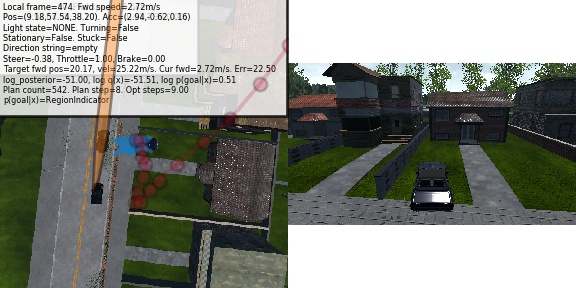 Local frame=474. Fwd speed=2.72m/s
Pos=(9.18,57.54,38.20). Acc=(2.94,-0.62,0.16)
Light state=NONE. Turning=False
Stationary=False. Stuck=False
Direction string=empty
Steer=-0.38, Throttle=1.00, Brake=0.00
Target fwd pos=20.17, vel=25.22m/s. Cur fwd=2.72m/s. Err=22.50
log_posterior=-51.00, log q(x)=-51.51, log p(goal|x)=0.51
Plan count=542. Plan step=8. Opt steps=9.00
p(goal|x)=RegionIndicator